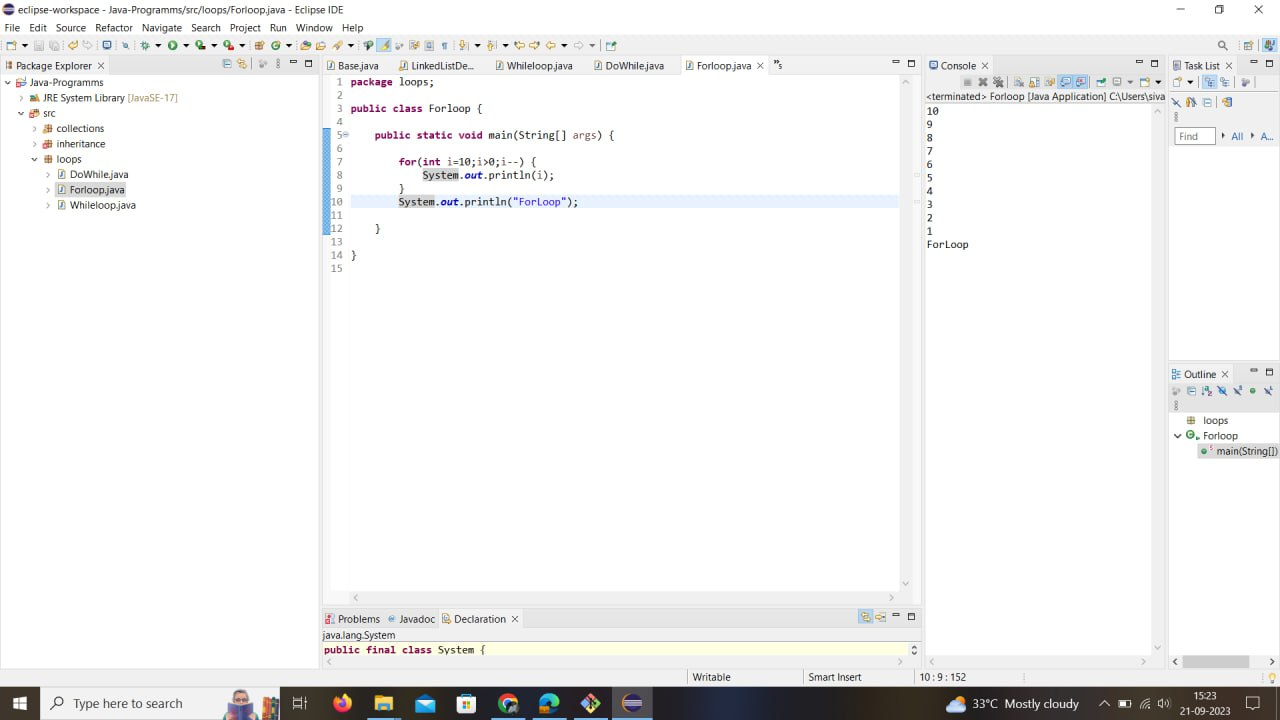 eclipse-workspace - Java-Programms/src/loops/Forloop.java - Eclipse IDE
File Edit Source Refactor Navigate Search Project Run Window Help
Package Explorer
Java-Programms
JRE System Library [JavaSE-17]
src
collections
inheritance
loops
DoWhile.java
Forloop.java
Whileloop.java
Base.java LinkedListDe... Whileloop.java DoWhile.java Forloop.java »5
1 package loops;
2
3 public class Forloop {
4
5 public static void main(String[] args) {
6
7 for(int i=10;i>0;i--) {
8 System.out.println(i);
9 }
10 System.out.println("ForLoop");
11
12 }
13
14 }
15
Problems Javadoc Declaration
java.lang.System
public final class System {
Console
<terminated> Forloop [Java Application] C:\Users\siva
10
9
8
7
6
5
4
3
2
1
ForLoop
Task List
Find All A...
Outline
loops
Forloop
main(String[])
Writable Smart Insert 10 : 9 : 152
Type here to search
33°C Mostly cloudy
15:23
21-09-2023